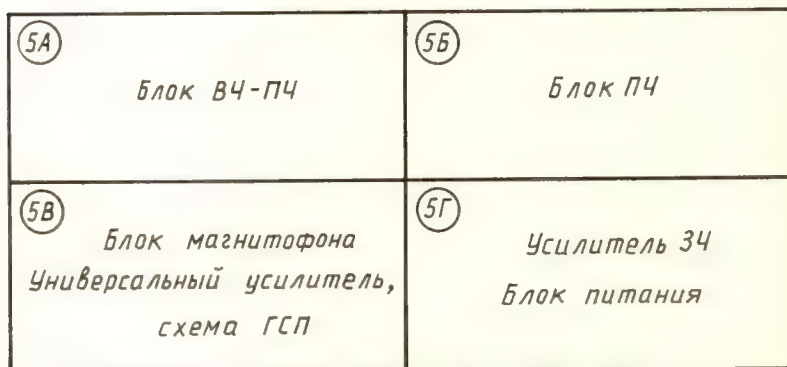 5А
Блок ВЧ-ПЧ
5Б
Блок ПЧ
5В
Блок магнитофона
Универсальный усилитель,
схема ГСП
5Г
Усилитель ЗЧ
Блок питания